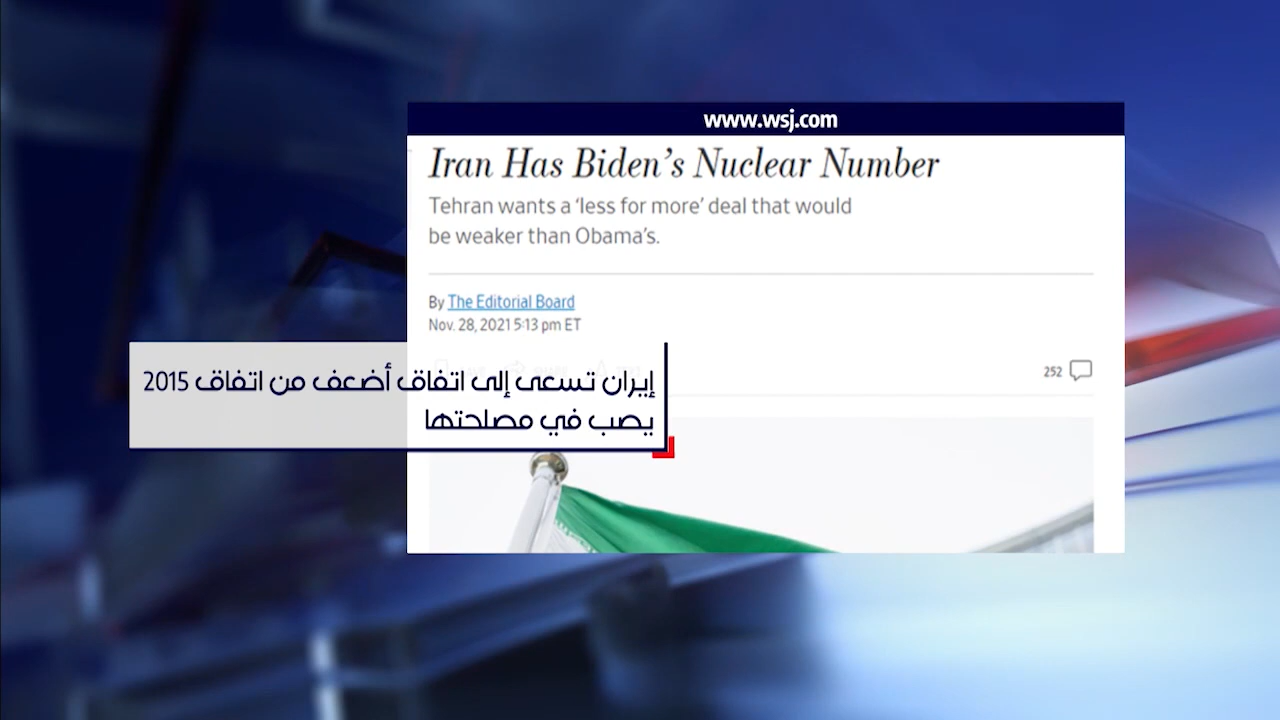 www.wsj.com
Iran Has Biden's Nuclear Number
Tehran wants a ‘less for more’ deal that would
be weaker than Obama’s.
By The Editorial Board
Nov. 28, 2021 5:13 pm ET
252
إيران تسعى إلى اتفاق أضعف من اتفاق 2015
يصب في مصلحتها